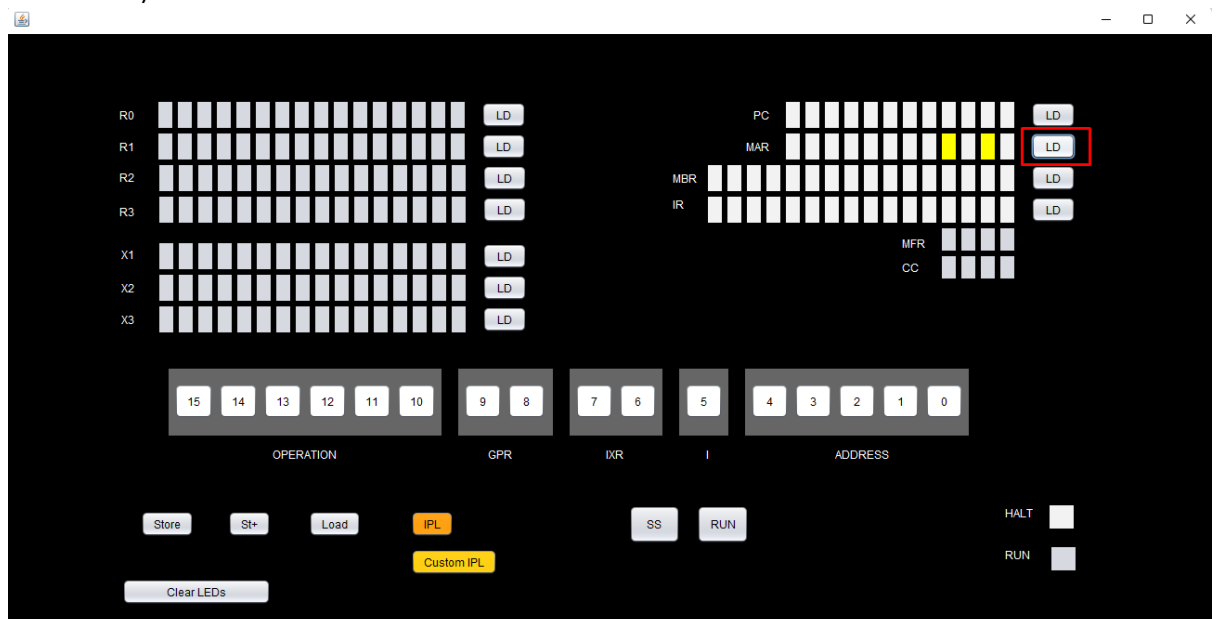 R0 LD PC LD
R1 LD MAR LD
R2 LD MBR LD
R3 LD IR LD
MFR
X1 LD
CC
X2 LD
X3 LD
15 14 13 12 11 10 9 8 7 6 5 4 3 2 1 0
OPERATION GPR IXR I ADDRESS
Store St+ Load IPL SS RUN HALT
Custom IPL RUN
Clear LEDs